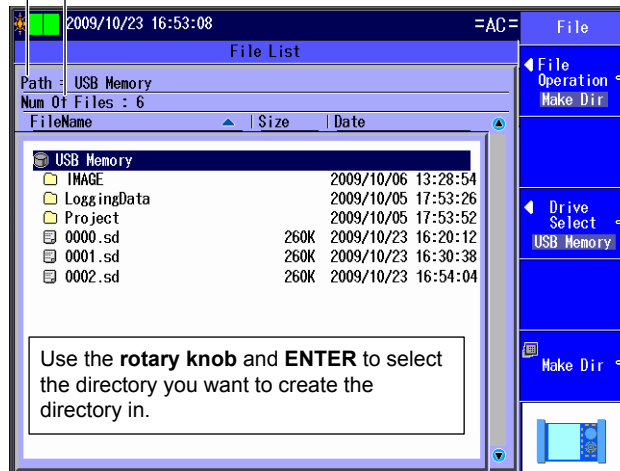 2009/10/23 16:53:08
=AC=
File
File List
Path = USB Memory
Num Of Files : 6
FileName | Size | Date
USB Memory
IMAGE 2009/10/06 13:28:54
LoggingData 2009/10/05 17:53:26
Project 2009/10/05 17:53:52
0000.sd 260K 2009/10/23 16:20:12
0001.sd 260K 2009/10/23 16:30:38
0002.sd 260K 2009/10/23 16:54:04
Use the rotary knob and ENTER to select
the directory you want to create the
directory in.
File
Operation
Make Dir
Drive
Select
USB Memory
Make Dir